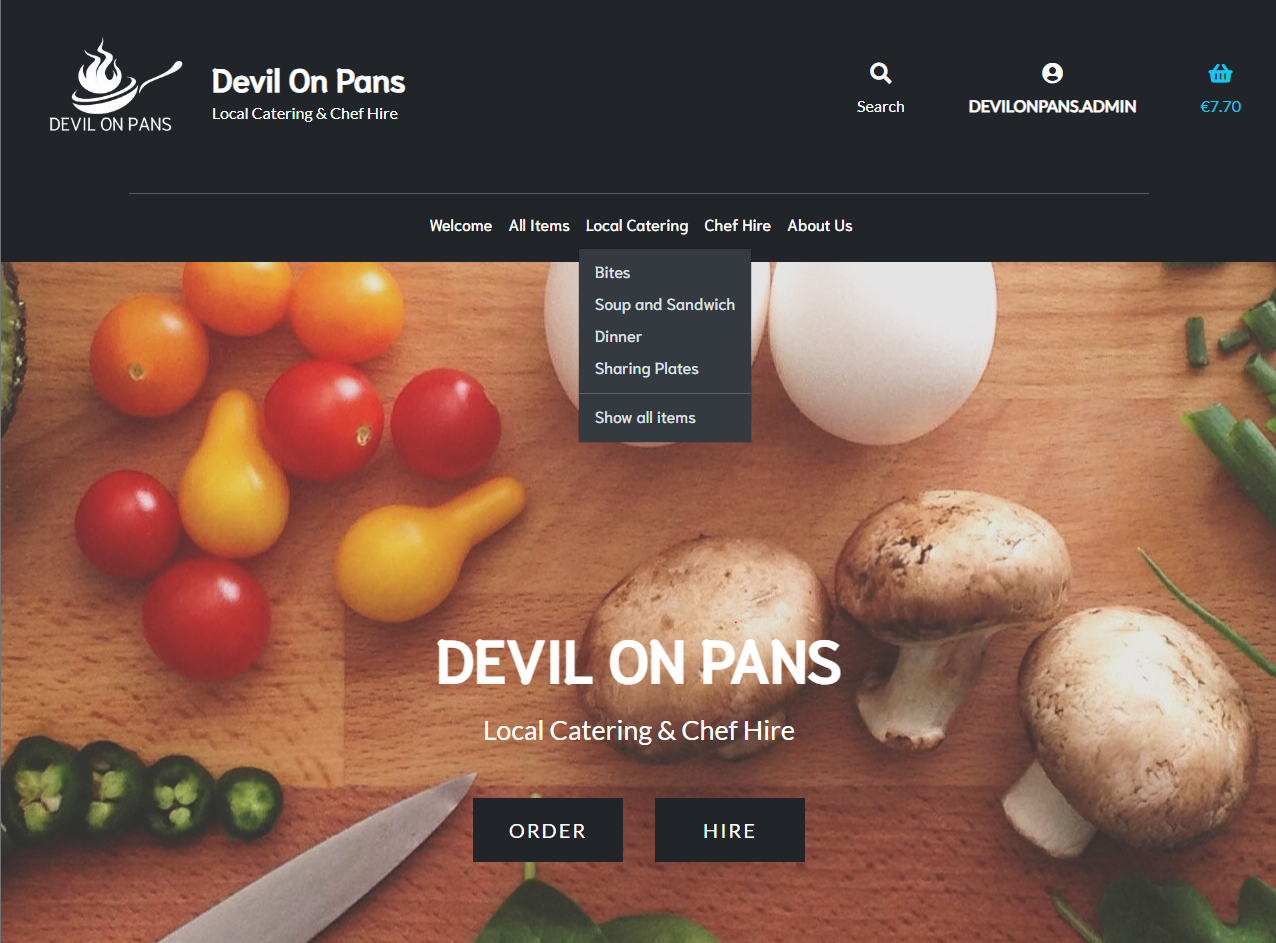 DEVIL ON PANS
Devil On Pans
Local Catering & Chef Hire
Search
DEVILONPANS.ADMIN
€7.70
Welcome
All Items
Local Catering
Chef Hire
About Us
Bites
Soup and Sandwich
Dinner
Sharing Plates
Show all items
DEVIL ON PANS
Local Catering & Chef Hire
ORDER
HIRE